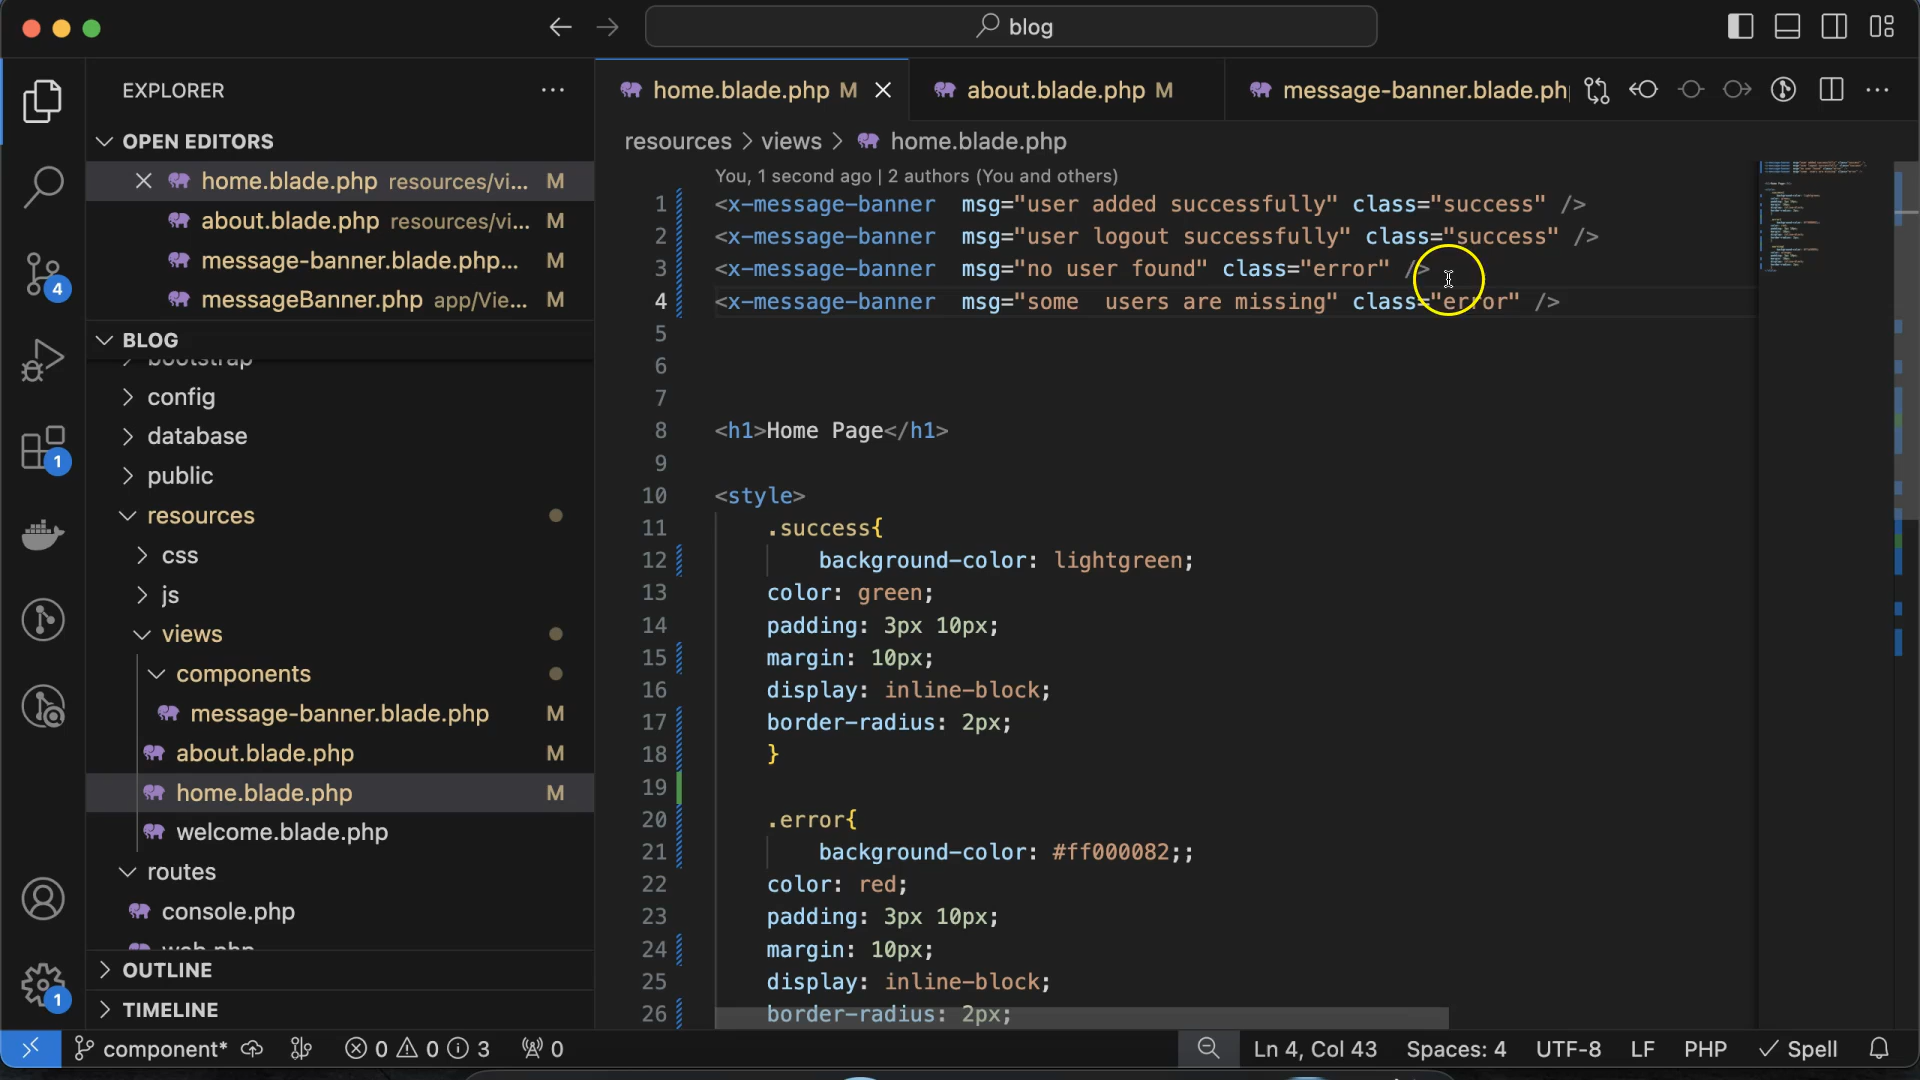 blog
EXPLORER
OPEN EDITORS
home.blade.php resources/vi... M
about.blade.php resources/vi... M
message-banner.blade.php... M
messageBanner.php app/Vie... M
BLOG
bootstrap
config
database
public
resources
css
js
views
components
message-banner.blade.php M
about.blade.php M
home.blade.php M
welcome.blade.php
routes
console.php
web.php
OUTLINE
TIMELINE
4
1
1
home.blade.php M
about.blade.php M
message-banner.blade.ph
resources > views > home.blade.php
You, 1 second ago | 2 authors (You and others)
1 <x-message-banner  msg="user added successfully" class="success" />
2 <x-message-banner  msg="user logout successfully" class="success" />
3 <x-message-banner  msg="no user found" class="error" />
4 <x-message-banner  msg="some  users are missing" class="error" />
5
6
7
8 <h1>Home Page</h1>
9
10 <style>
11     .success{
12         background-color: lightgreen;
13     color: green;
14     padding: 3px 10px;
15     margin: 10px;
16     display: inline-block;
17     border-radius: 2px;
18     }
19
20     .error{
21         background-color: #ff000082;;
22     color: red;
23     padding: 3px 10px;
24     margin: 10px;
25     display: inline-block;
26     border-radius: 2px;
component* 0 0 3 0 Ln 4, Col 43 Spaces: 4 UTF-8 LF PHP Spell